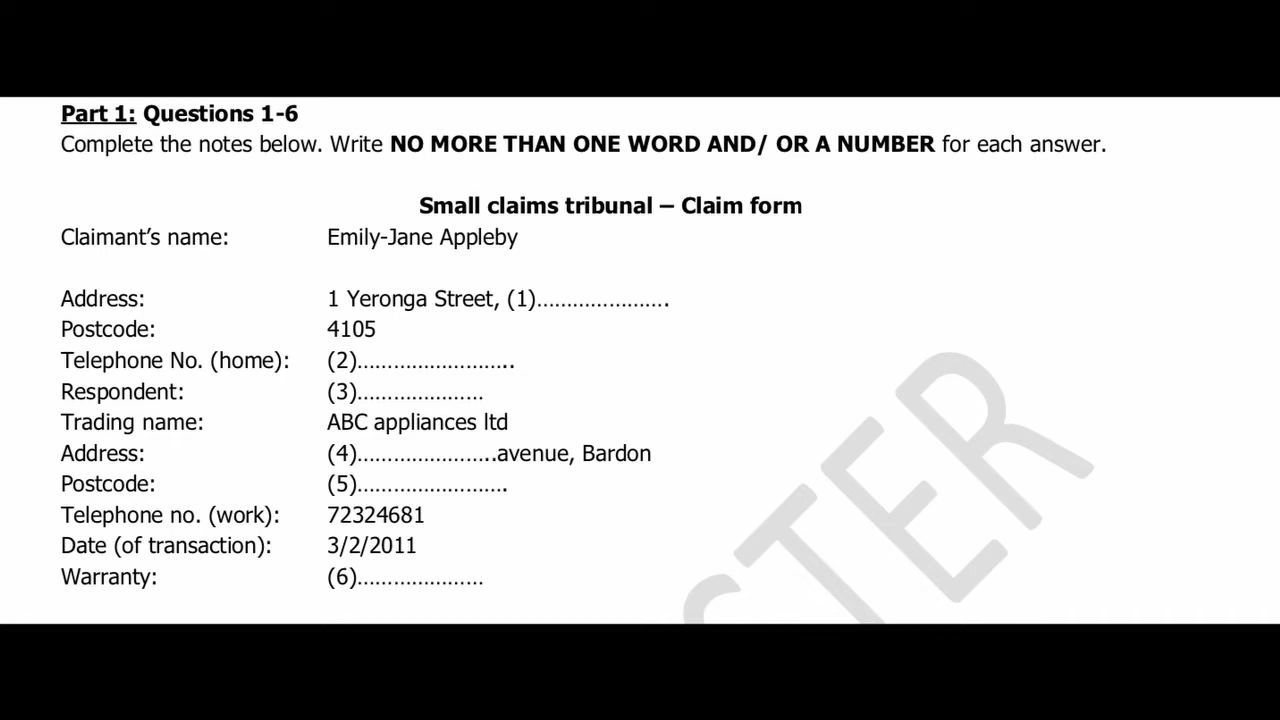 Part 1: Questions 1-6
Complete the notes below. Write NO MORE THAN ONE WORD AND/ OR A NUMBER for each answer.
Small claims tribunal – Claim form
Claimant's name: Emily-Jane Appleby
Address: 1 Yeronga Street, (1)………………….
Postcode: 4105
Telephone No. (home): (2)……………………..
Respondent: (3)…………………
Trading name: ABC appliances ltd
Address: (4)…………………..avenue, Bardon
Postcode: (5)…………………….
Telephone no. (work): 72324681
Date (of transaction): 3/2/2011
Warranty: (6)…………………
STER